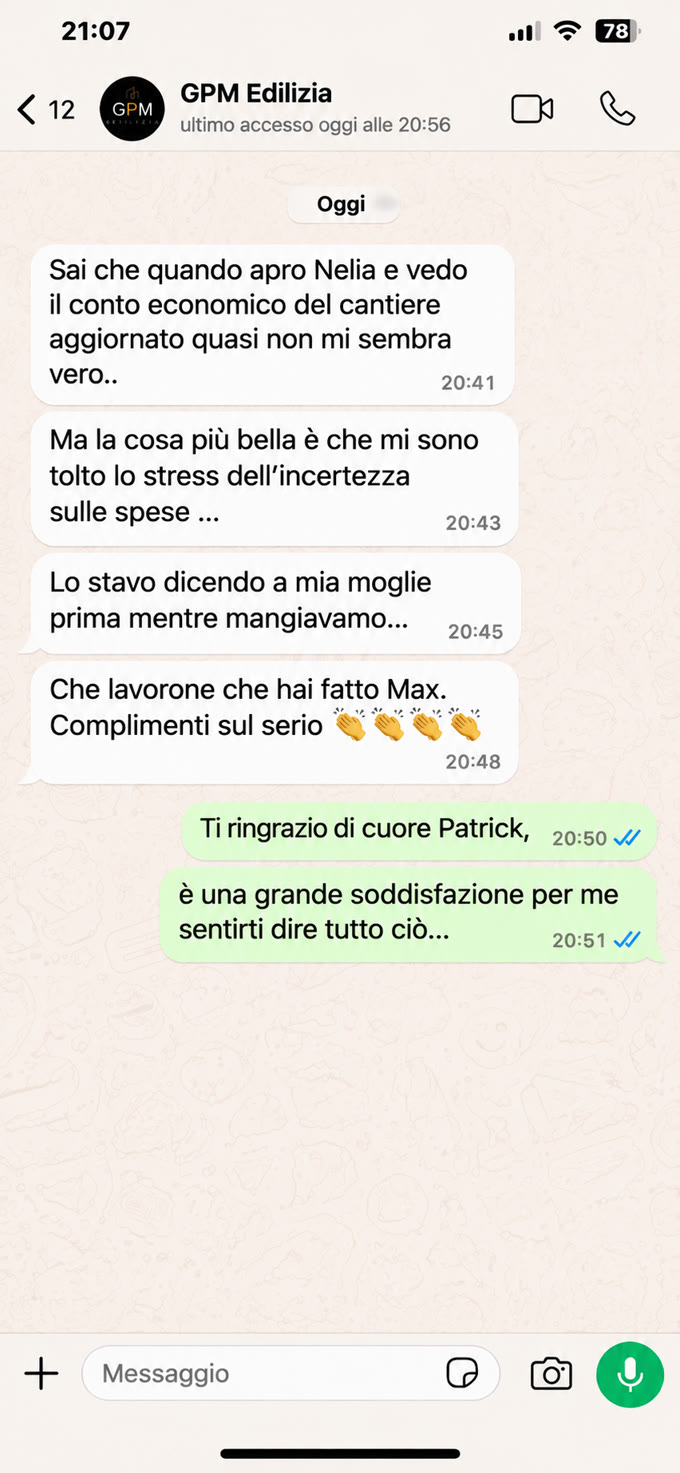 21:07
78
12
GPM
EDILIZIA
GPM Edilizia
ultimo accesso oggi alle 20:56
Oggi
Sai che quando apro Nelia e vedo
il conto economico del cantiere
aggiornato quasi non mi sembra
vero..
20:41
Ma la cosa più bella è che mi sono
tolto lo stress dell’incertezza
sulle spese ...
20:43
Lo stavo dicendo a mia moglie
prima mentre mangiavamo...
20:45
Che lavorone che hai fatto Max.
Complimenti sul serio 👏👏👏👏
20:48
Ti ringrazio di cuore Patrick,
20:50
è una grande soddisfazione per me
sentirti dire tutto ciò...
20:51
Messaggio